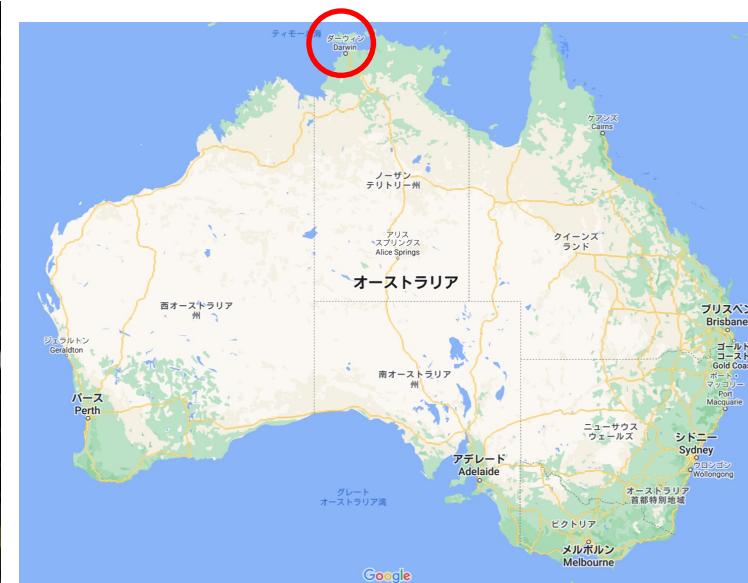 ティモール海
ダーウィン
Darwin
ケアンズ
Cairns
ノーザン
テリトリー州
アリス
スプリングス
Alice Springs
クイーンズ
ランド
オーストラリア
西オーストラリア
州
ブリスベン
Brisbane
ジェラルトン
Geraldton
ゴールド
コースト
Gold Coas
南オーストラリア
州
ポート・
マッコリー
Port
Macquarie
パース
Perth
ニューサウス
ウェールズ
シドニー
Sydney
アデレード
Adelaide
ウロンゴン
Wollongong
グレート
オーストラリア湾
オーストラリア
首都特別地域
ビクトリア
メルボルン
Melbourne
Google